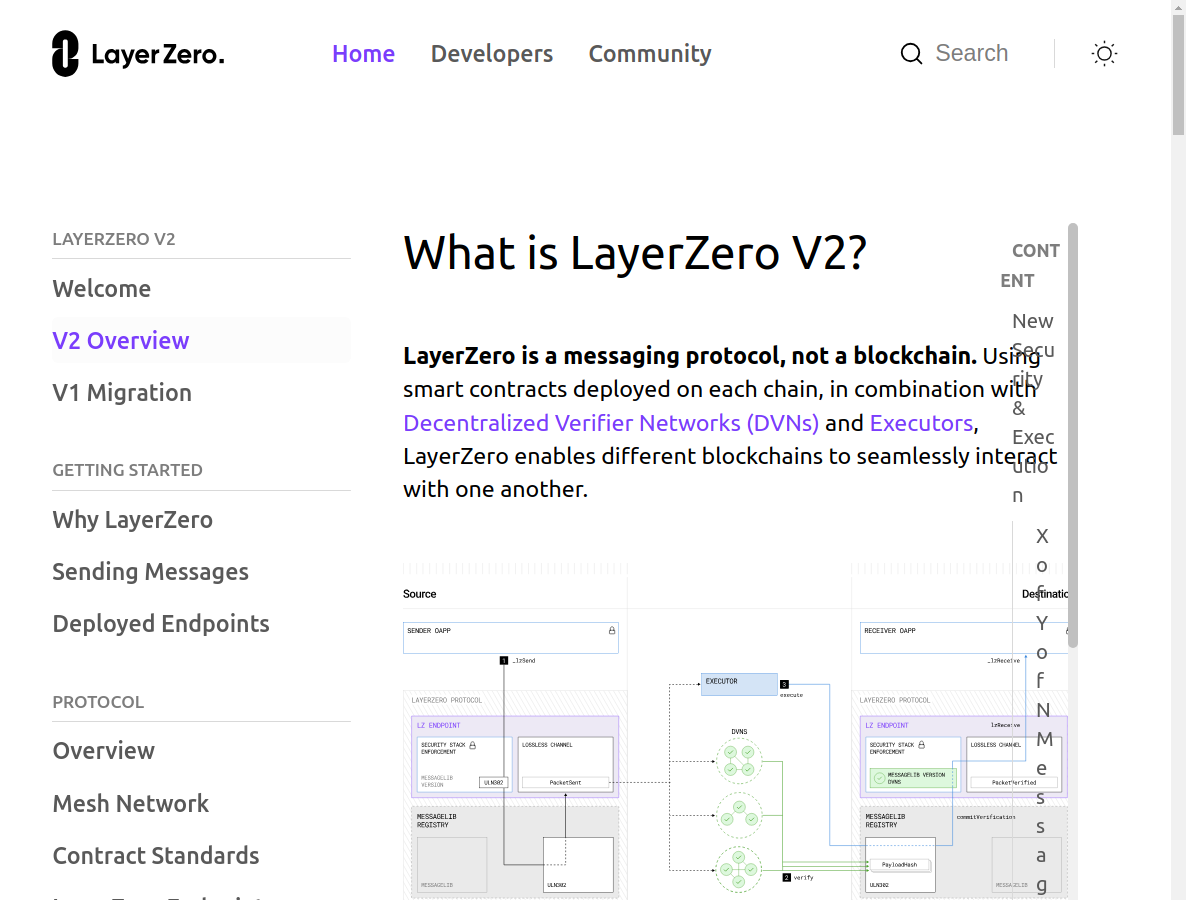 LayerZero.
Home
Developers
Community
Search
LAYERZERO V2
Welcome
V2 Overview
V1 Migration
GETTING STARTED
Why LayerZero
Sending Messages
Deployed Endpoints
PROTOCOL
Overview
Mesh Network
Contract Standards
What is LayerZero V2?
LayerZero is a messaging protocol, not a blockchain. Using
smart contracts deployed on each chain, in combination with
Decentralized Verifier Networks (DVNs) and Executors,
LayerZero enables different blockchains to seamlessly interact
with one another.
Source
SENDER OAPP
1 _lzSend
LAYERZERO PROTOCOL
LZ ENDPOINT
SECURITY STACK
ENFORCEMENT
MESSAGELIB
VERSION
ULN302
LOSSLESS CHANNEL
PacketSent
MESSAGELIB
REGISTRY
MESSAGELIB
ULN302
EXECUTOR
3
execute
DVNS
2 verify
Destinatio
RECEIVER OAPP
_lzReceive
LAYERZERO PROTOCOL
LZ ENDPOINT
lzReceive
SECURITY STACK
ENFORCEMENT
MESSAGELIB VERSION
DVNS
LOSSLESS CHANNEL
PacketVerified
MESSAGELIB
REGISTRY
commitVerification
PayloadHash
ULN302
MESSAGELIB
CONT
ENT
New
Secu
rity
&
Exec
utio
n
X
o
f
Y
o
f
N
M
e
s
s
a
g